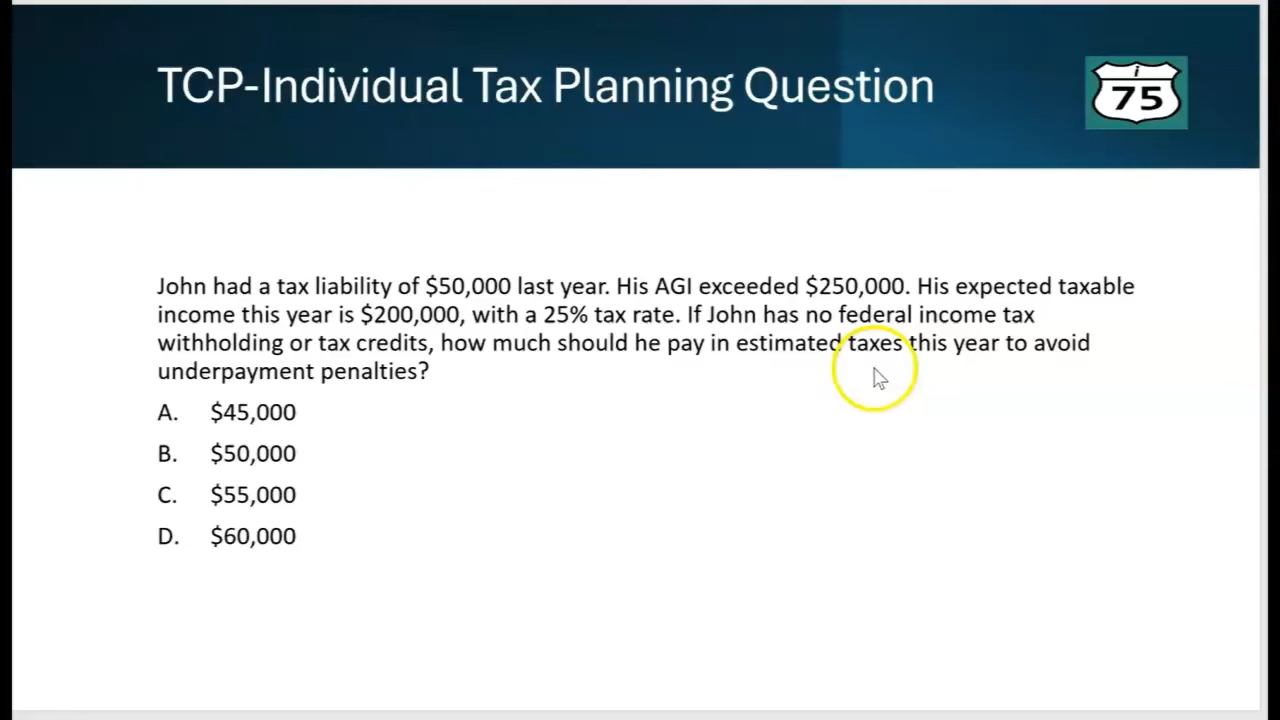 TCP-Individual Tax Planning Question
i
75
John had a tax liability of $50,000 last year. His AGI exceeded $250,000. His expected taxable
income this year is $200,000, with a 25% tax rate. If John has no federal income tax
withholding or tax credits, how much should he pay in estimated taxes this year to avoid
underpayment penalties?
A. $45,000
B. $50,000
C. $55,000
D. $60,000